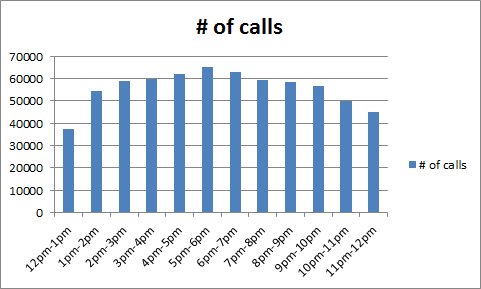 # of calls
70000
60000
50000
40000
30000
20000
10000
0
12pm-1pm
1pm-2pm
2pm-3pm
3pm-4pm
4pm-5pm
5pm-6pm
6pm-7pm
7pm-8pm
8pm-9pm
9pm-10pm
10pm-11pm
11pm-12pm
# of calls